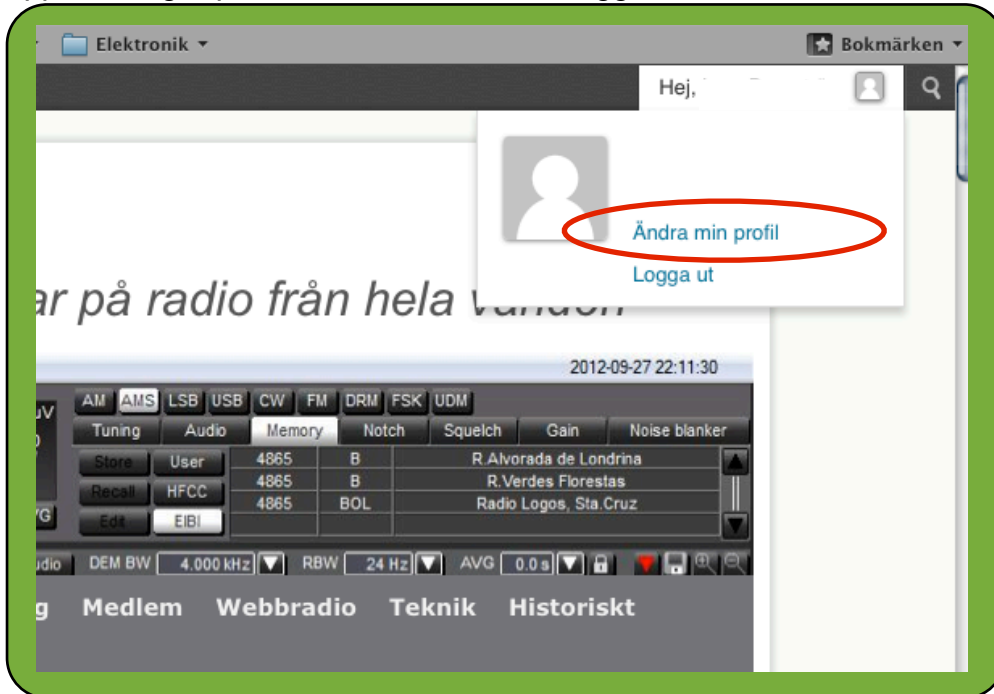 Elektronik
Bokmärken
Hej,
Ändra min profil
Logga ut
ar på radio från hela
2012-09-27 22:11:30
AM AMS LSB USB CW FM DRM FSK UDM
Tuning Audio Memory Notch Squelch Gain Noise blanker
Store User 4865 B R.Alvorada de Londrina
Recall HFCC 4865 B R.Verdes Florestas
4865 BOL Radio Logos, Sta.Cruz
Edit EIBI
DEM BW 4.000 kHz RBW 24 Hz AVG 0.0 s
g Medlem Webbradio Teknik Historiskt